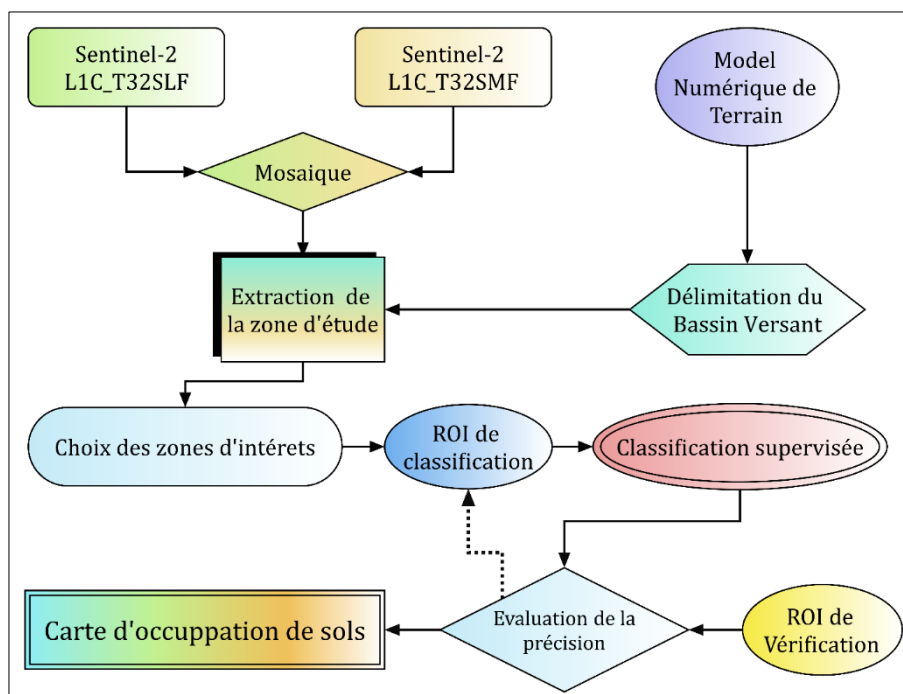 Sentinel-2
L1C_T32SLF
Sentinel-2
L1C_T32SMF
Model
Numérique de
Terrain
Mosaique
Extraction de
la zone d'étude
Délimitation du
Bassin Versant
Choix des zones d'intérets
ROI de
classification
Classification supervisée
Carte d'occuppation de sols
Evaluation de la
précision
ROI de
Vérification